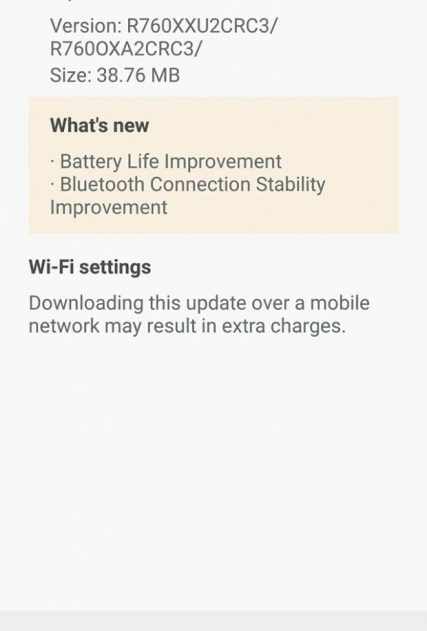 Version: R760XXU2CRC3/
R760OXA2CRC3/
Size: 38.76 MB
What's new
· Battery Life Improvement
· Bluetooth Connection Stability
Improvement
Wi-Fi settings
Downloading this update over a mobile
network may result in extra charges.